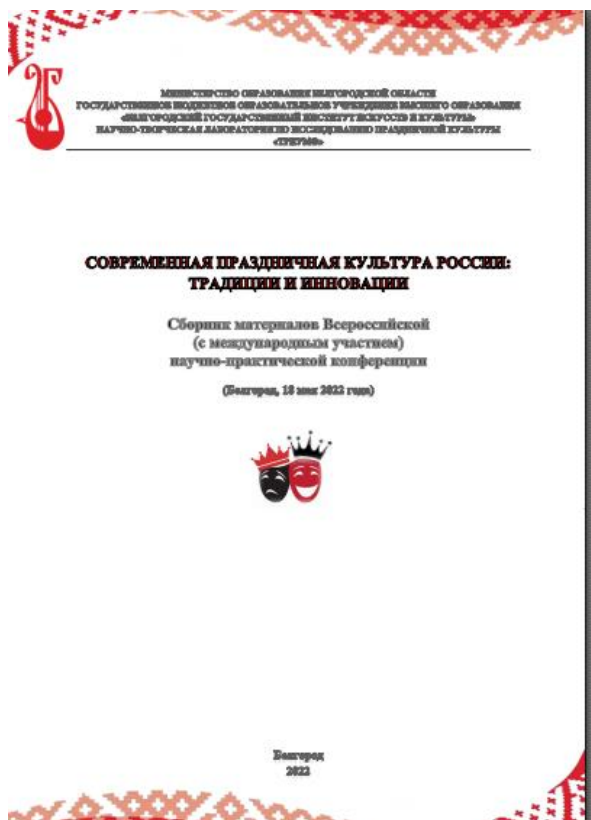 МИНИСТЕРСТВО ОБРАЗОВАНИЯ БЕЛГОРОДСКОЙ ОБЛАСТИ
ГОСУДАРСТВЕННОЕ БЮДЖЕТНОЕ ОБРАЗОВАТЕЛЬНОЕ УЧРЕЖДЕНИЕ ВЫСШЕГО ОБРАЗОВАНИЯ
«БЕЛГОРОДСКИЙ ГОСУДАРСТВЕННЫЙ ИНСТИТУТ ИСКУССТВ И КУЛЬТУРЫ»
НАУЧНО-ТВОРЧЕСКАЯ ЛАБОРАТОРИЯ ПО ИССЛЕДОВАНИЮ ПРАЗДНИЧНОЙ КУЛЬТУРЫ
«ТРИУМФ»
СОВРЕМЕННАЯ ПРАЗДНИЧНАЯ КУЛЬТУРА РОССИИ:
ТРАДИЦИИ И ИННОВАЦИИ
Сборник материалов Всероссийской
(с международным участием)
научно-практической конференции
(Белгород, 18 мая 2022 года)
Белгород
2022